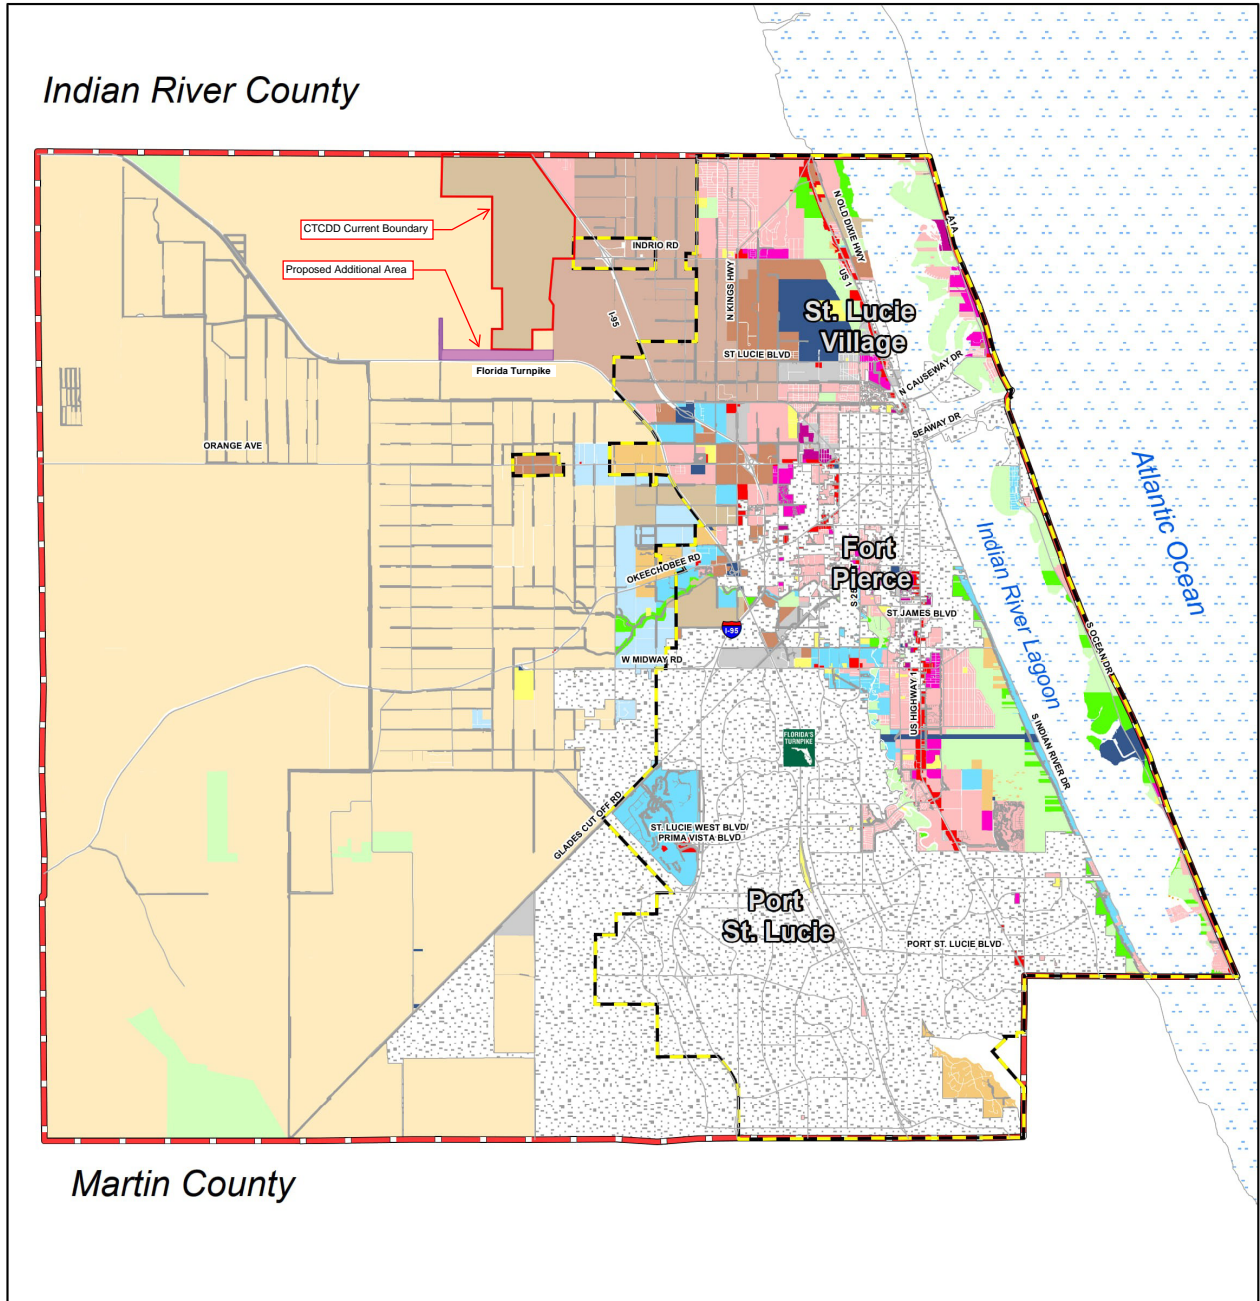 Indian River County
CTCDD Current Boundary
Proposed Additional Area
INDRIO RD
N KINGS HWY
N OLD DIXIE HWY
US 1
A1A
I-95
St. Lucie
Village
ST LUCIE BLVD
Florida Turnpike
N CAUSEWAY DR
SEAWAY DR
ORANGE AVE
Atlantic Ocean
Indian River Lagoon
Fort
Pierce
OKEECHOBEE RD
ST JAMES BLVD
I-95
W MIDWAY RD
S OCEAN DR
US HIGHWAY 1
FLORIDA'S
TURNPIKE
S INDIAN RIVER DR
GLADES CUT OFF RD
ST. LUCIE WEST BLVD/
PRIMA VISTA BLVD
Port
St. Lucie
PORT ST. LUCIE BLVD
Martin County